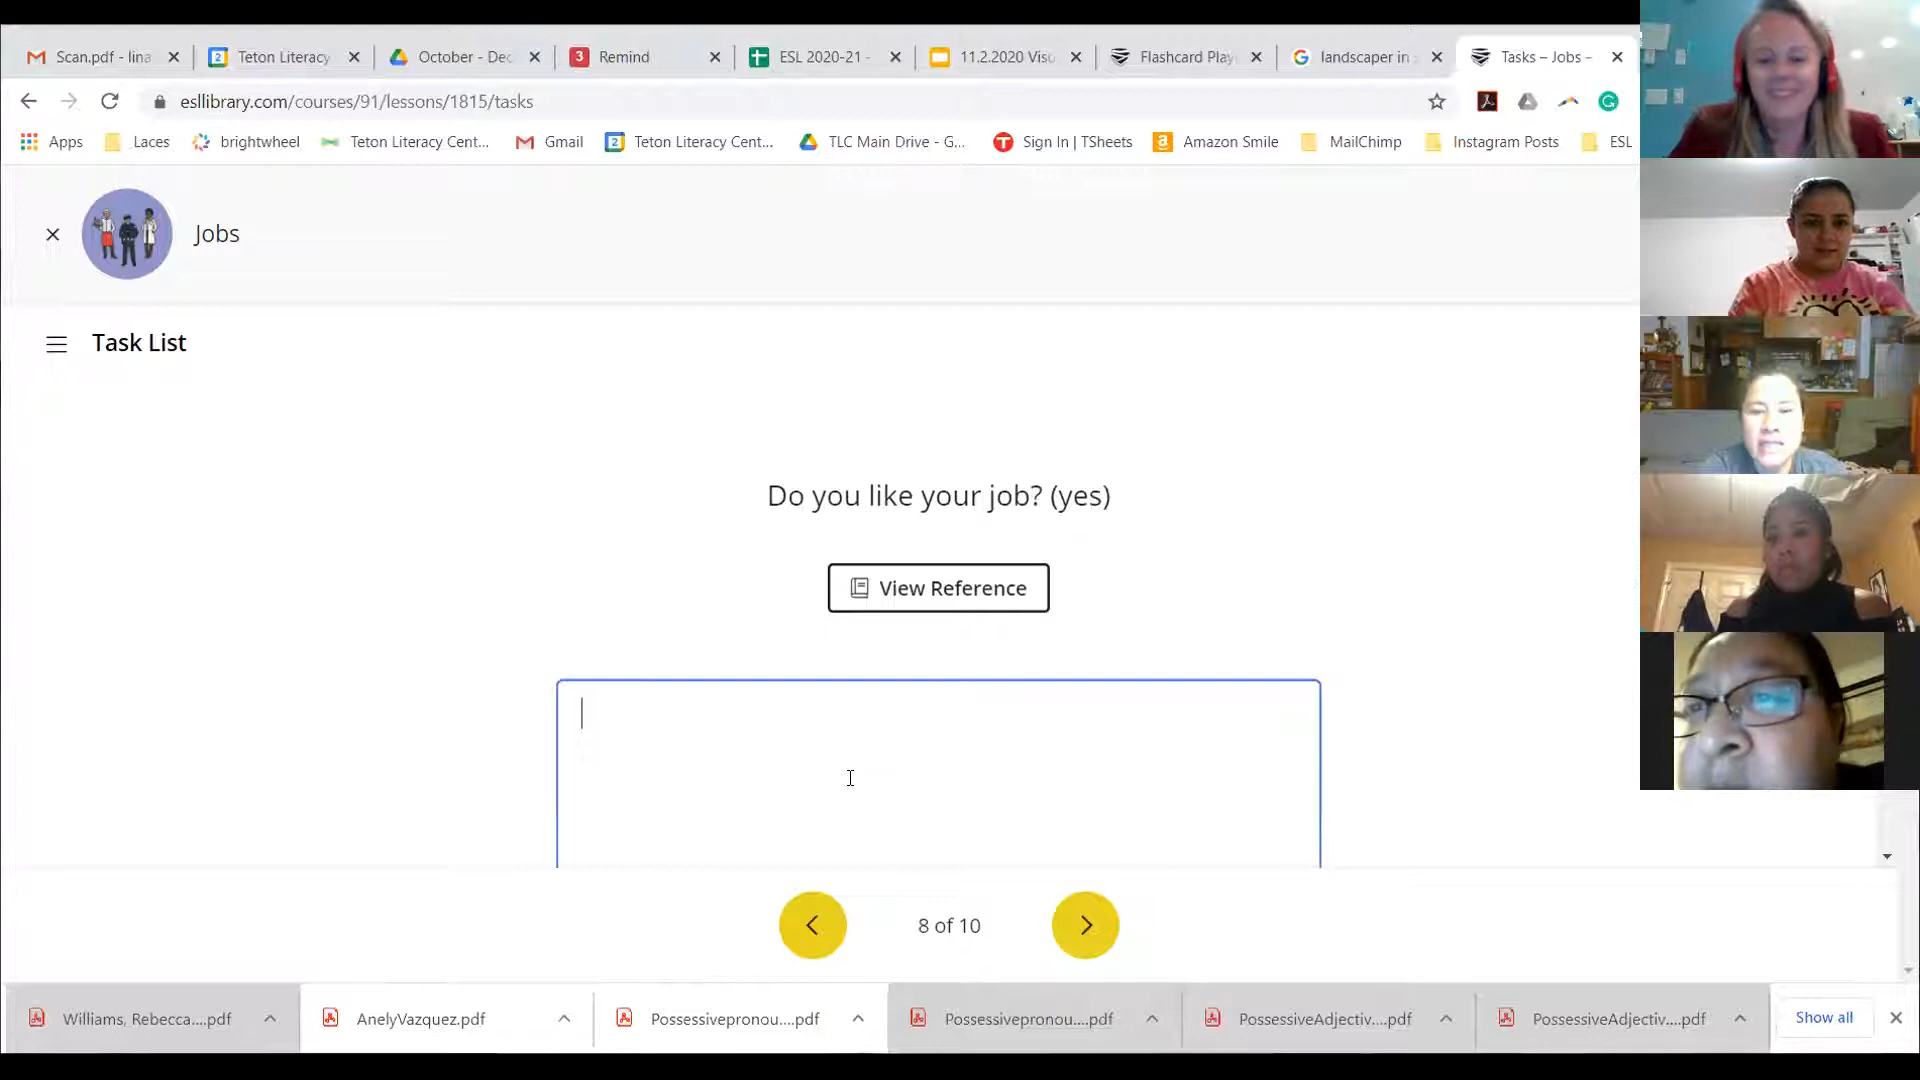 Scan.pdf - lina
Teton Literacy
October - Dec
Remind
ESL 2020-21 -
11.2.2020 Visu
Flashcard Play
landscaper in
Tasks – Jobs –
esllibrary.com/courses/91/lessons/1815/tasks
Apps
Laces
brightwheel
Teton Literacy Cent...
Gmail
Teton Literacy Cent...
TLC Main Drive - G...
Sign In | TSheets
Amazon Smile
MailChimp
Instagram Posts
ESL
Jobs
Task List
Do you like your job? (yes)
View Reference
8 of 10
Williams, Rebecca....pdf
AnelyVazquez.pdf
Possessivepronou....pdf
Possessivepronou....pdf
PossessiveAdjectiv....pdf
PossessiveAdjectiv....pdf
Show all